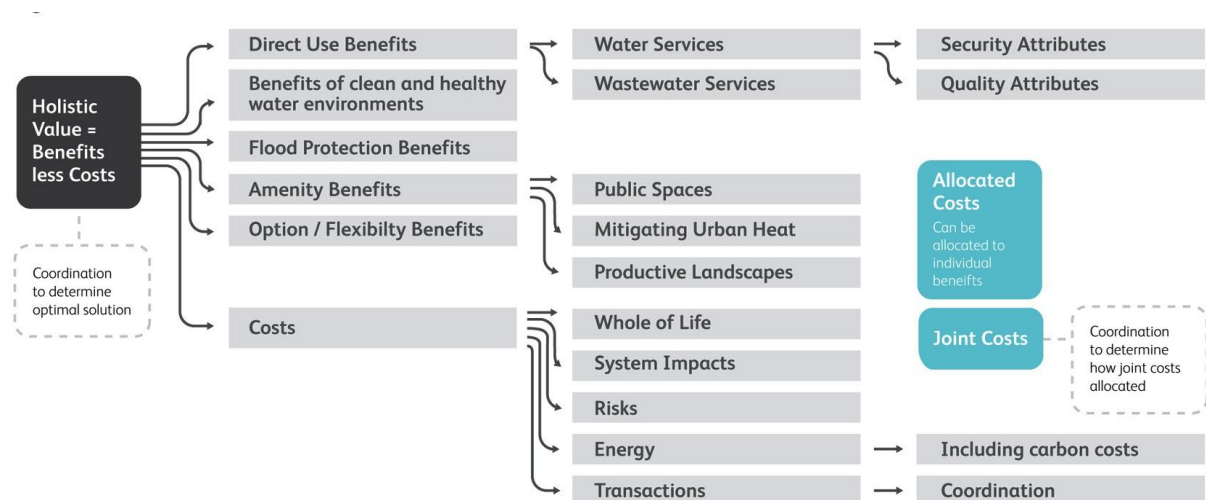 Holistic
Value =
Benefits
less Costs
Coordination
to determine
optimal solution
Direct Use Benefits
Benefits of clean and healthy
water environments
Flood Protection Benefits
Amenity Benefits
Option / Flexibilty Benefits
Costs
Water Services
Wastewater Services
Public Spaces
Mitigating Urban Heat
Productive Landscapes
Whole of Life
System Impacts
Risks
Energy
Transactions
Security Attributes
Quality Attributes
Allocated
Costs
Can be
allocated to
individual
beneifts
Joint Costs
Coordination
to determine
how joint costs
allocated
Including carbon costs
Coordination